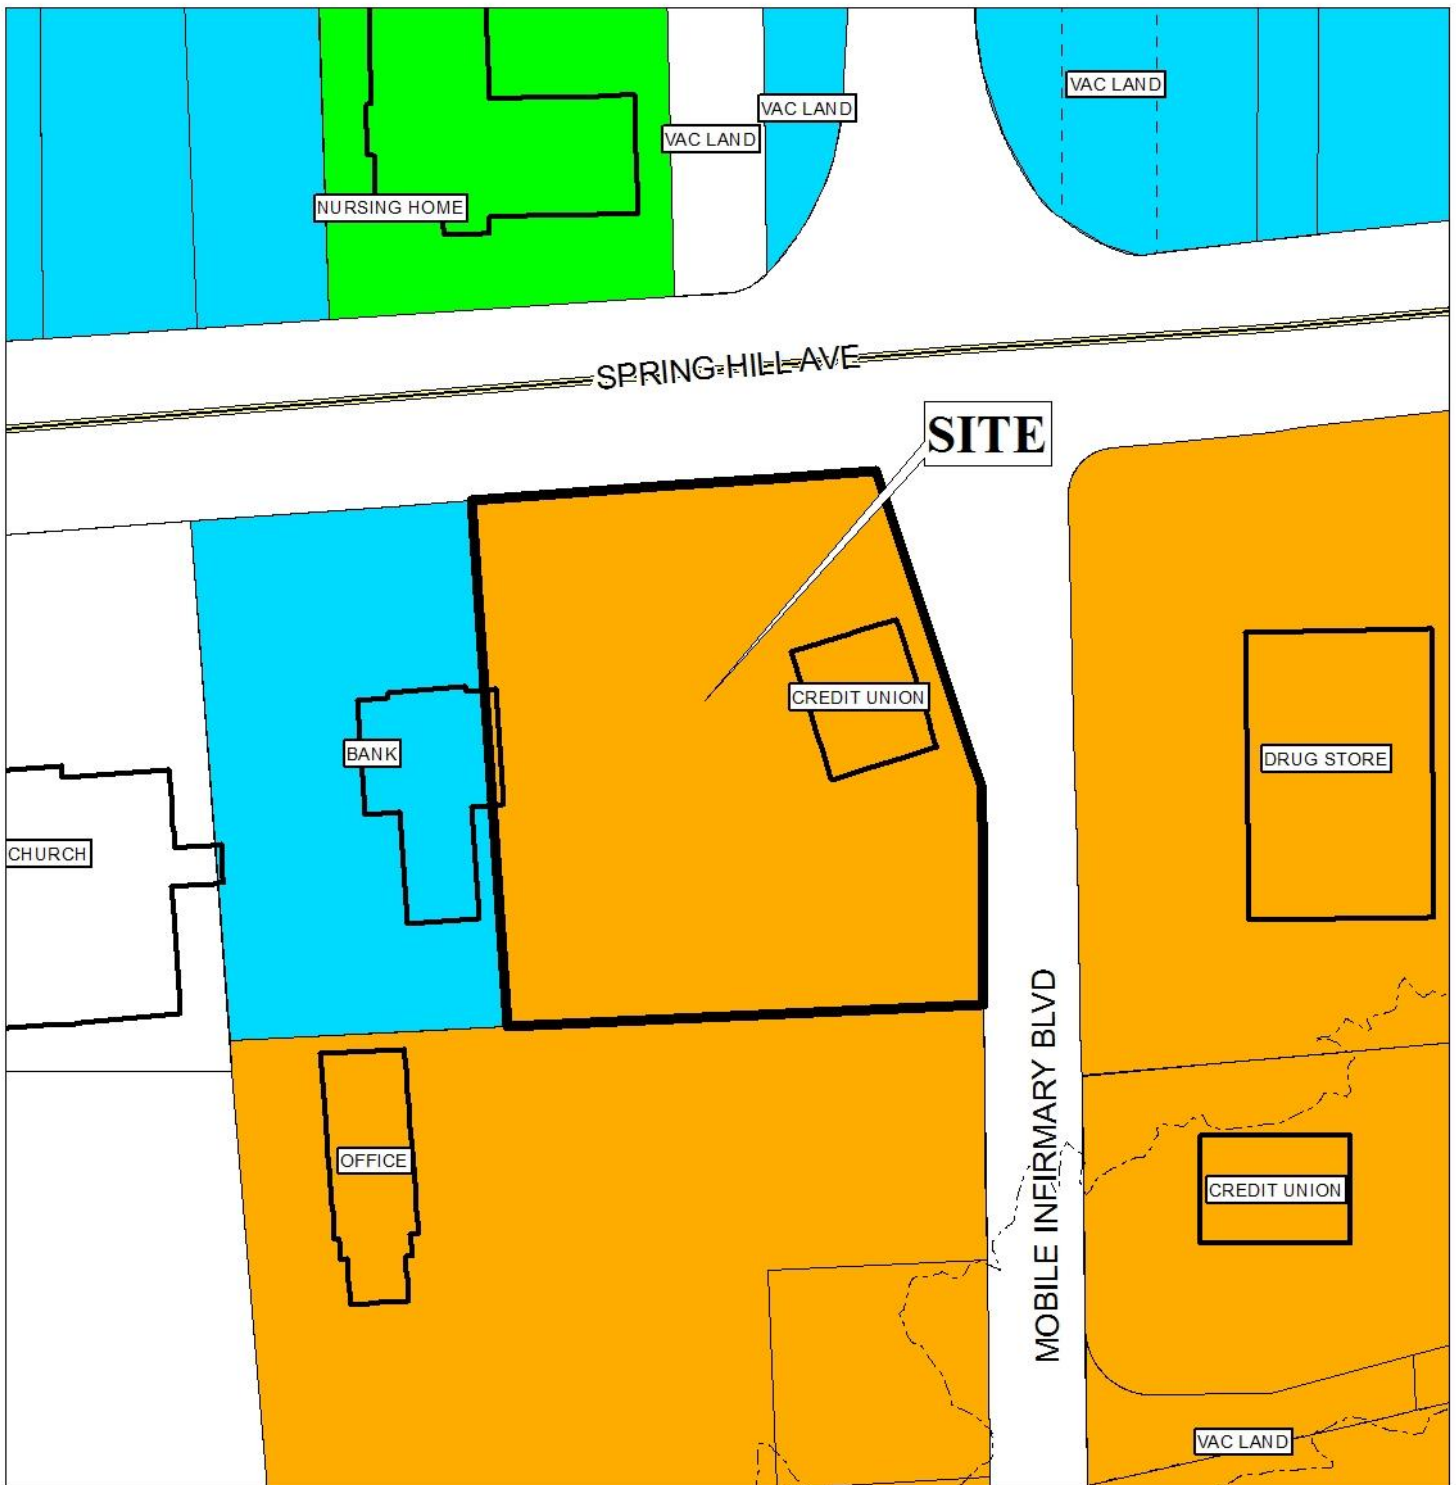 VAC LAND
VAC LAND
VAC LAND
NURSING HOME
SPRING HILL AVE
SITE
CREDIT UNION
BANK
DRUG STORE
CHURCH
MOBILE INFIRMARY BLVD
OFFICE
CREDIT UNION
VAC LAND